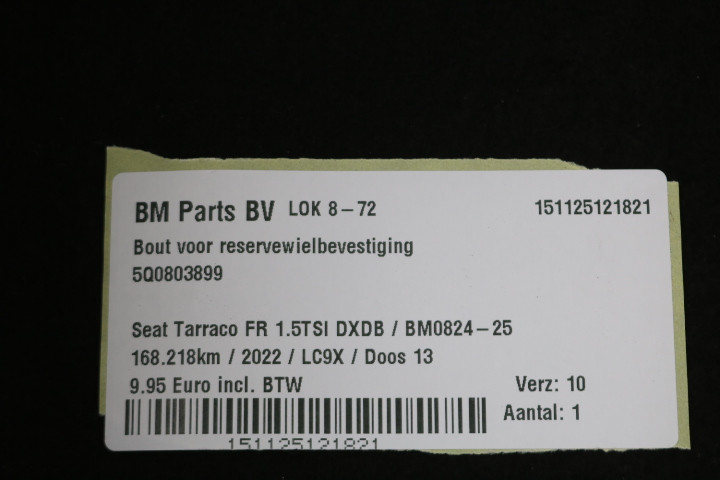 BM Parts BV LOK 8-72 151125121821
Bout voor reservewielbevestiging
5Q0803899
Seat Tarraco FR 1.5TSI DXDB / BM0824-25
168.218km / 2022 / LC9X / Doos 13
9.95 Euro incl. BTW Verz: 10
Aantal: 1
151125121821